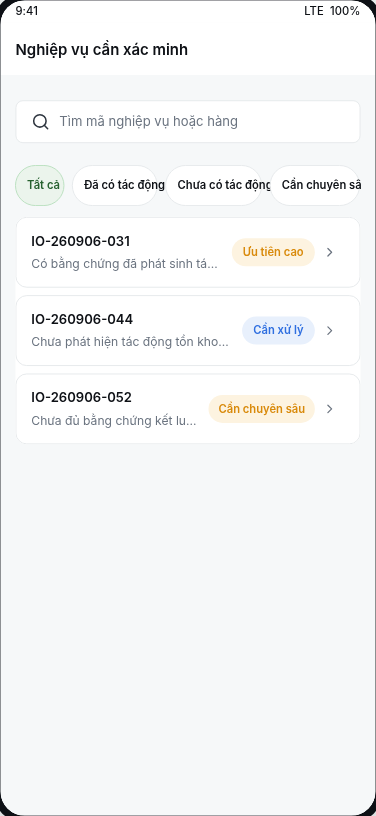 9:41 LTE 100%
Nghiệp vụ cần xác minh
Tìm mã nghiệp vụ hoặc hàng
Tất cả Đã có tác động Chưa có tác động Cần chuyên sâ
IO-260906-031
Có bằng chứng đã phát sinh tá...
Ưu tiên cao
IO-260906-044
Chưa phát hiện tác động tồn kho...
Cần xử lý
IO-260906-052
Chưa đủ bằng chứng kết lu...
Cần chuyên sâu